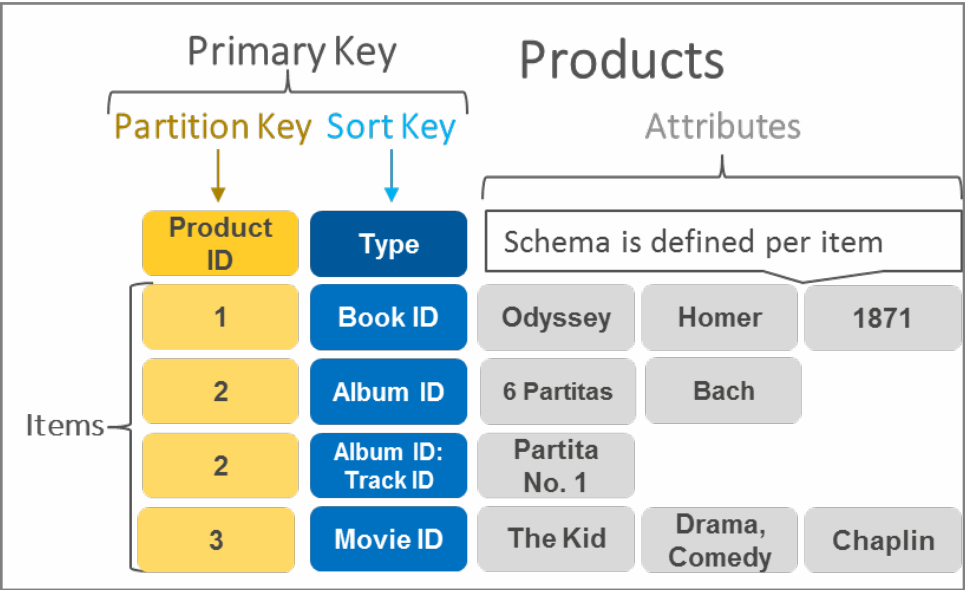 Primary Key
Products
Partition Key
Sort Key
Attributes
Product
ID
Type
Schema is defined per item
Items
1
Book ID
Odyssey
Homer
1871
2
Album ID
6 Partitas
Bach
2
Album ID:
Track ID
Partita
No. 1
3
Movie ID
The Kid
Drama,
Comedy
Chaplin